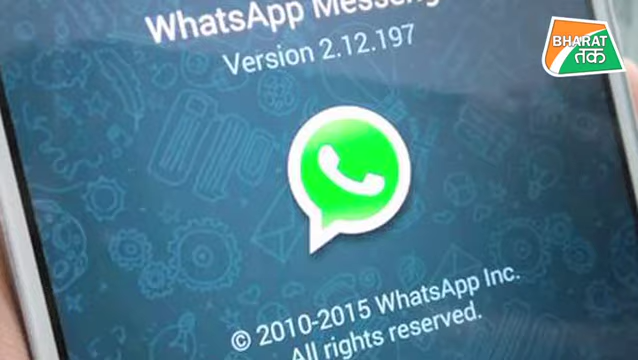 WhatsApp Messeng
Version 2.12.197
BHARAT
तक
© 2010-2015 WhatsApp Inc.
All rights reserved.